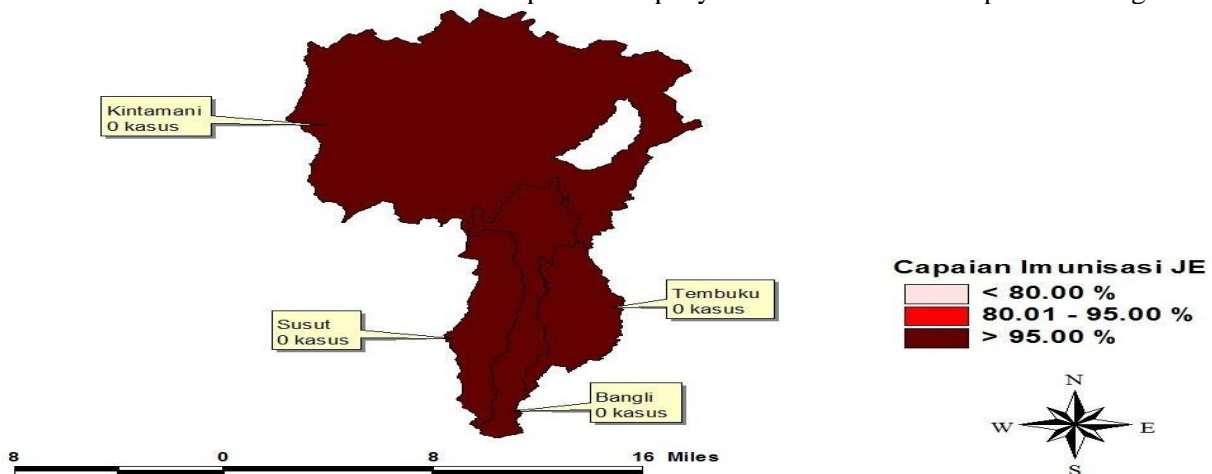 Kintamani
0 kasus
Susut
0 kasus
Tembuku
0 kasus
Bangli
0 kasus
Capaian Imunisasi JE
< 80.00 %
80.01 - 95.00 %
> 95.00 %
N
W E
S
8 0 8 16 Miles